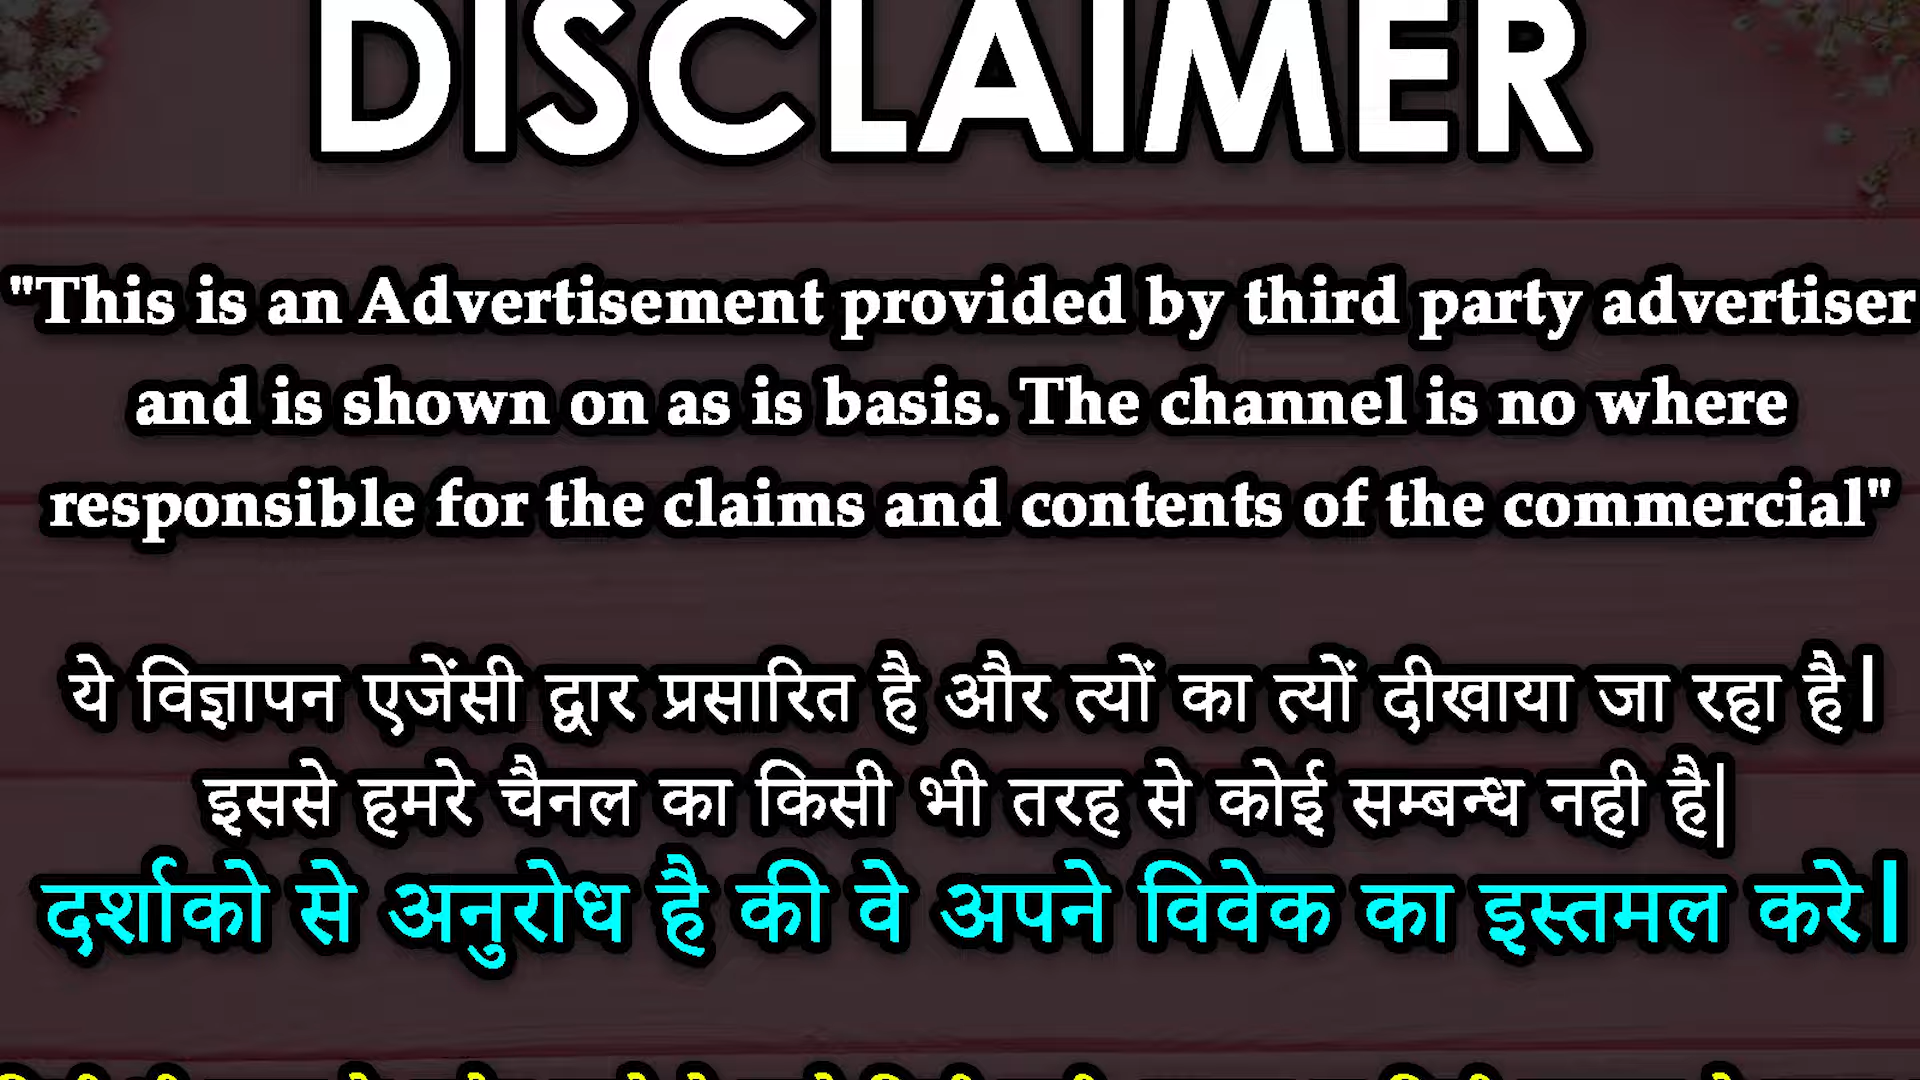 DISCLAIMER
"This is an Advertisement provided by third party advertiser
and is shown on as is basis. The channel is no where
responsible for the claims and contents of the commercial"
ये विज्ञापन एजेंसी द्वार प्रसारित है और त्यों का त्यों दीखाया जा रहा है।
इससे हमरे चैनल का किसी भी तरह से कोई सम्बन्ध नही है|
दर्शाको से अनुरोध है की वे अपने विवेक का इस्तमल करे।